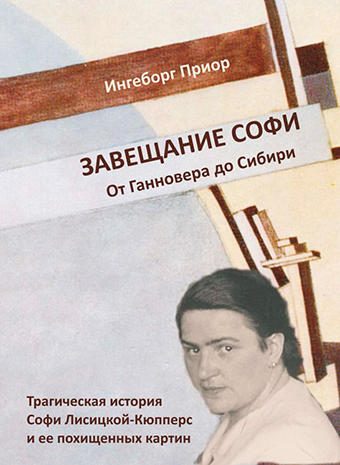 Ингеборг Приор
ЗАВЕЩАНИЕ СОФИ
От Ганновера до Сибири
Трагическая история
Софи Лисицкой-Кюпперс
и ее похищенных картин